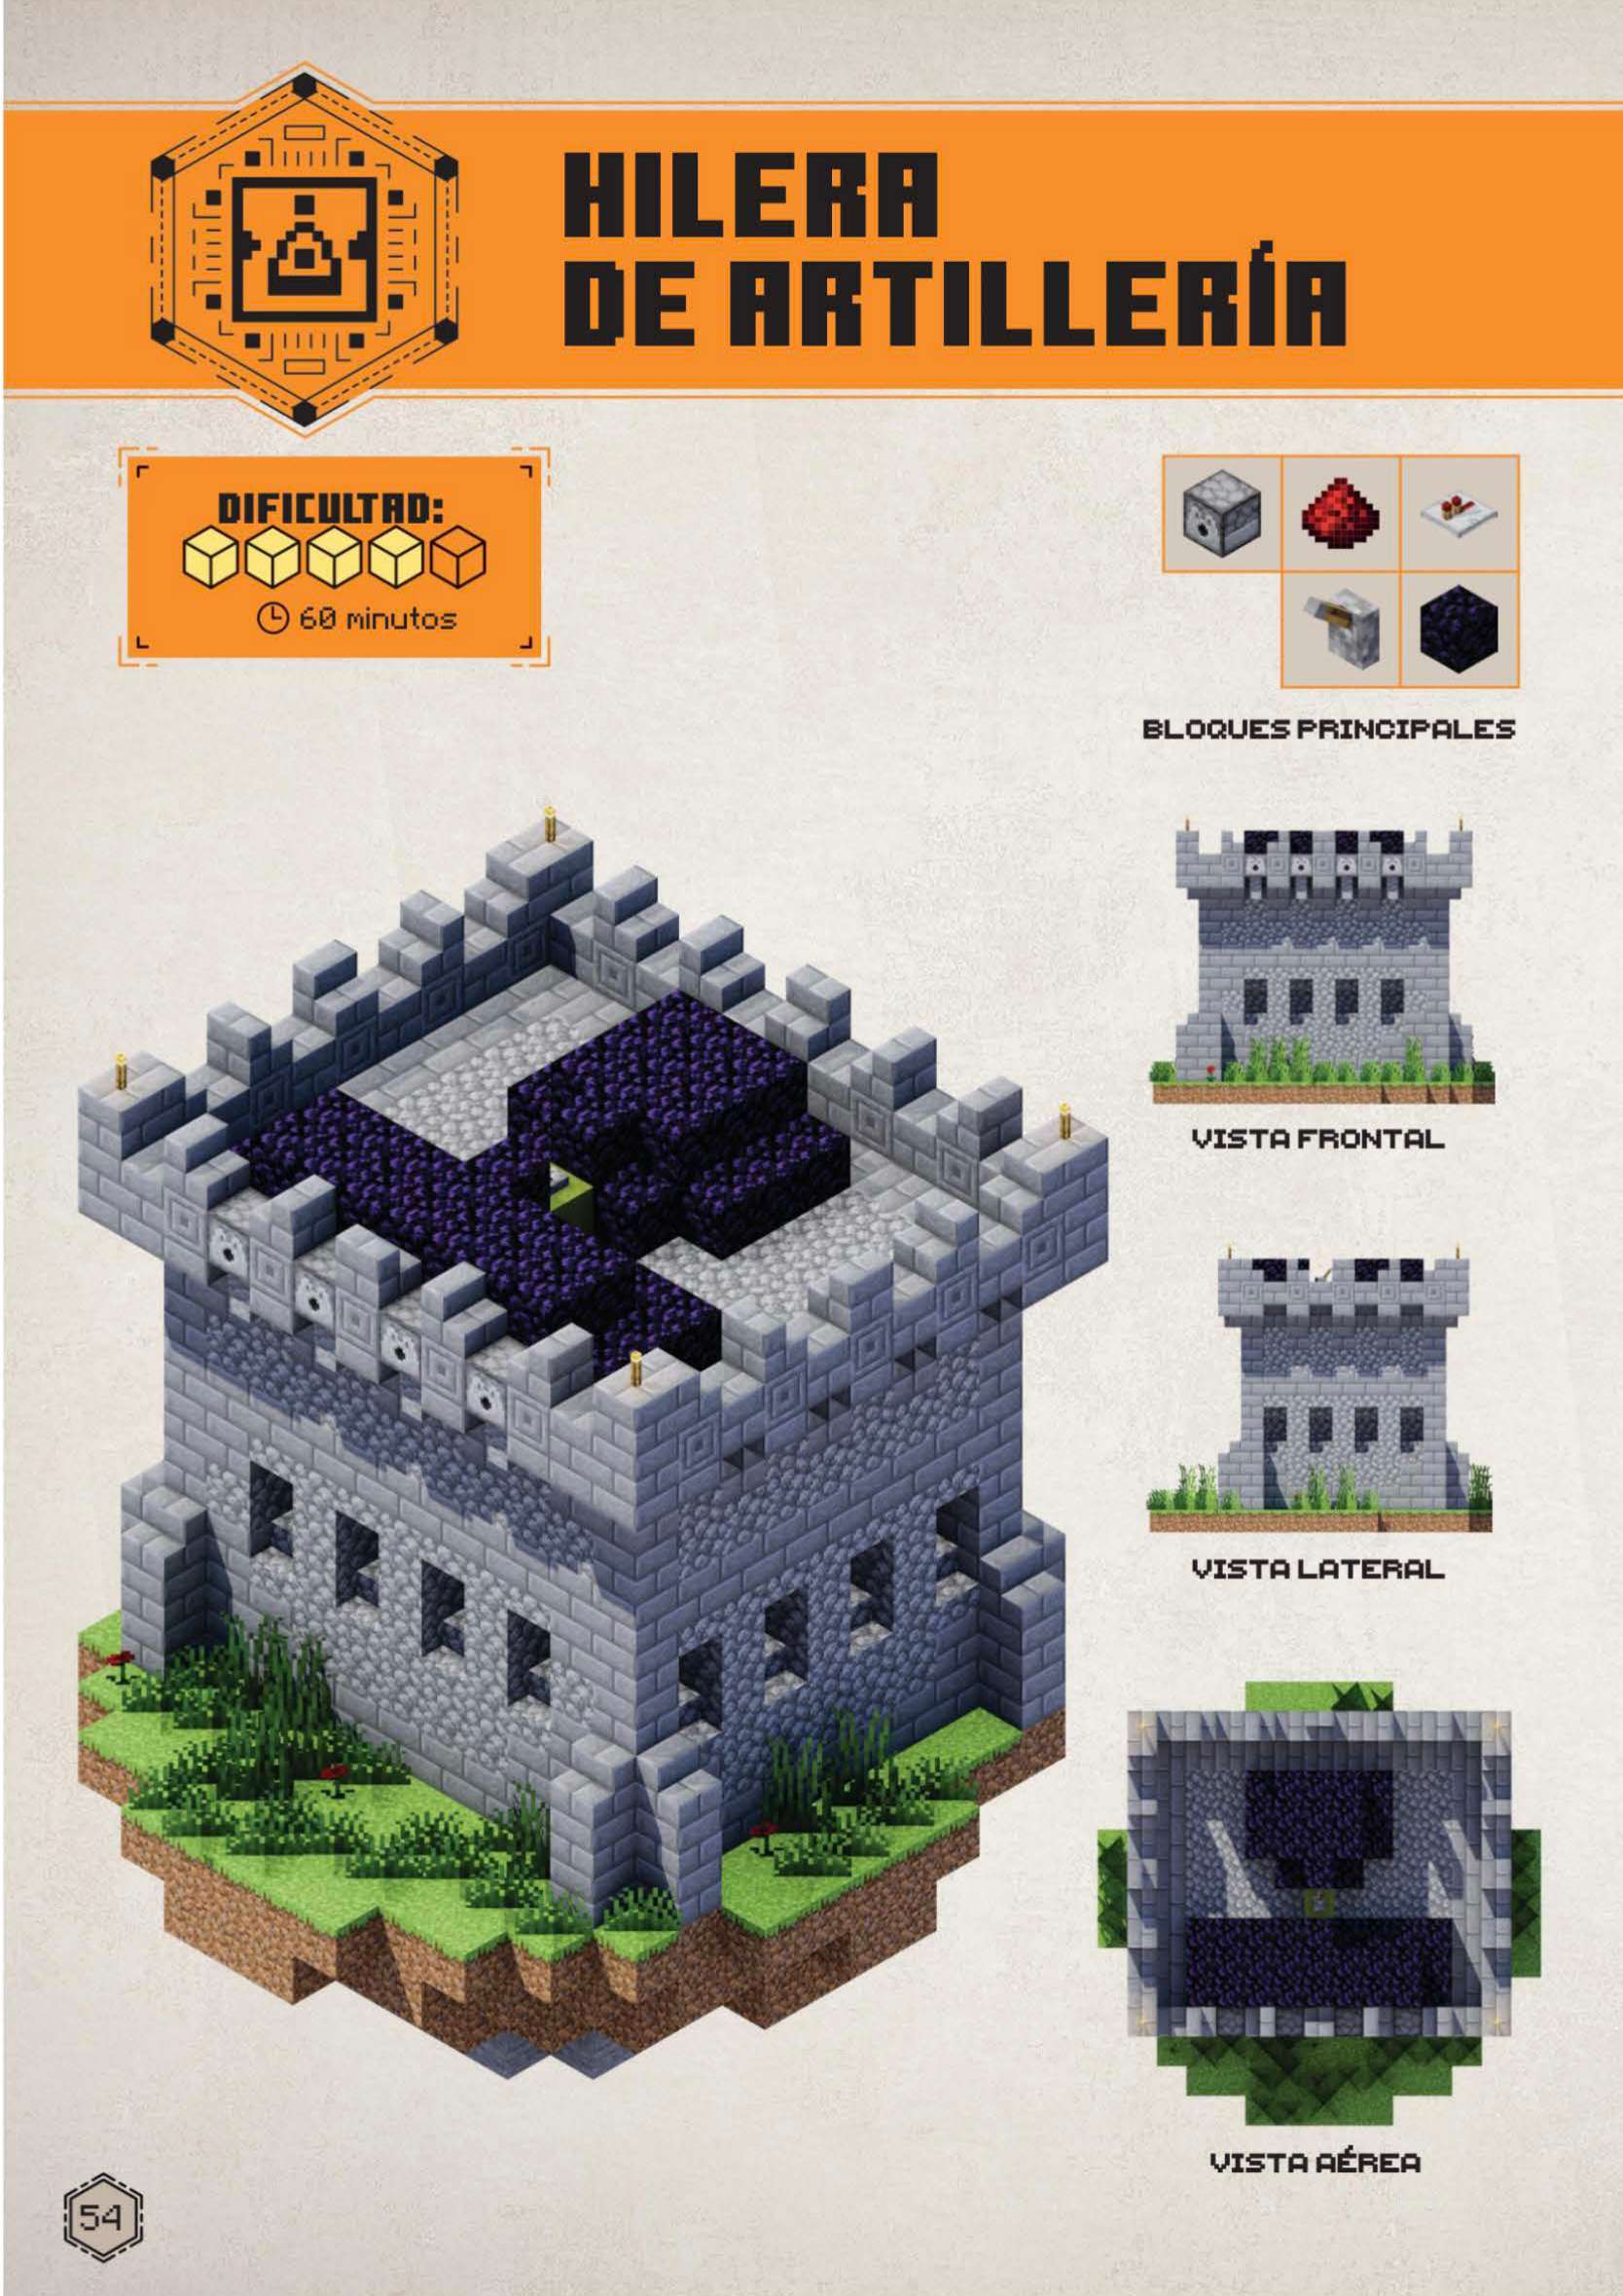 HILERA
DE ARTILLERÍA
DIFICULTAD:
60 minutos
BLOQUES PRINCIPALES
VISTA FRONTAL
VISTA LATERAL
VISTA AÉREA
54